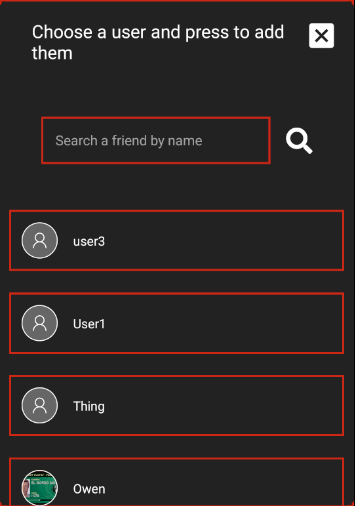 Choose a user and press to add
them
Search a friend by name
user3
User1
Thing
Owen